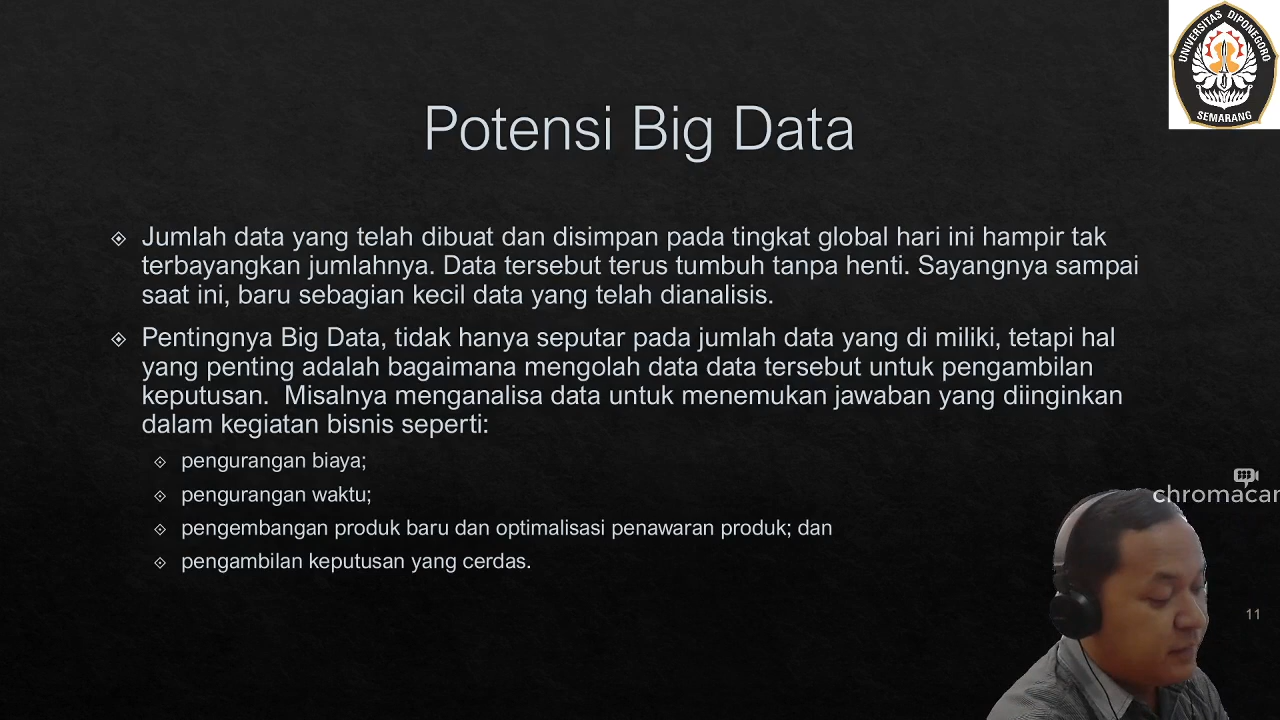 UNIVERSITAS DIPONEGORO
SEMARANG
Potensi Big Data
Jumlah data yang telah dibuat dan disimpan pada tingkat global hari ini hampir tak
terbayangkan jumlahnya. Data tersebut terus tumbuh tanpa henti. Sayangnya sampai
saat ini, baru sebagian kecil data yang telah dianalisis.
Pentingnya Big Data, tidak hanya seputar pada jumlah data yang di miliki, tetapi hal
yang penting adalah bagaimana mengolah data data tersebut untuk pengambilan
keputusan.  Misalnya menganalisa data untuk menemukan jawaban yang diinginkan
dalam kegiatan bisnis seperti:
pengurangan biaya;
pengurangan waktu;
pengembangan produk baru dan optimalisasi penawaran produk; dan
pengambilan keputusan yang cerdas.
chromacar
11